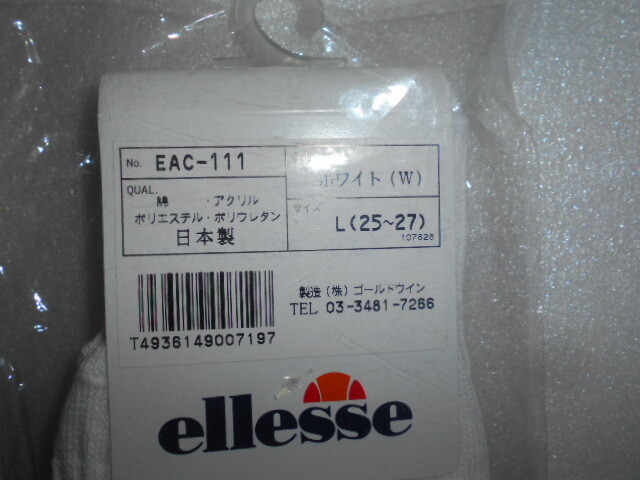 No. EAC-111
QUAL.
綿 ・アクリル
ポリエステル・ポリウレタン
日本製
ホワイト(W)
サイズ
L(25~27)
107828
製造(株)ゴールドウイン
TEL 03-3481-7266
T4936149007197
ellesse